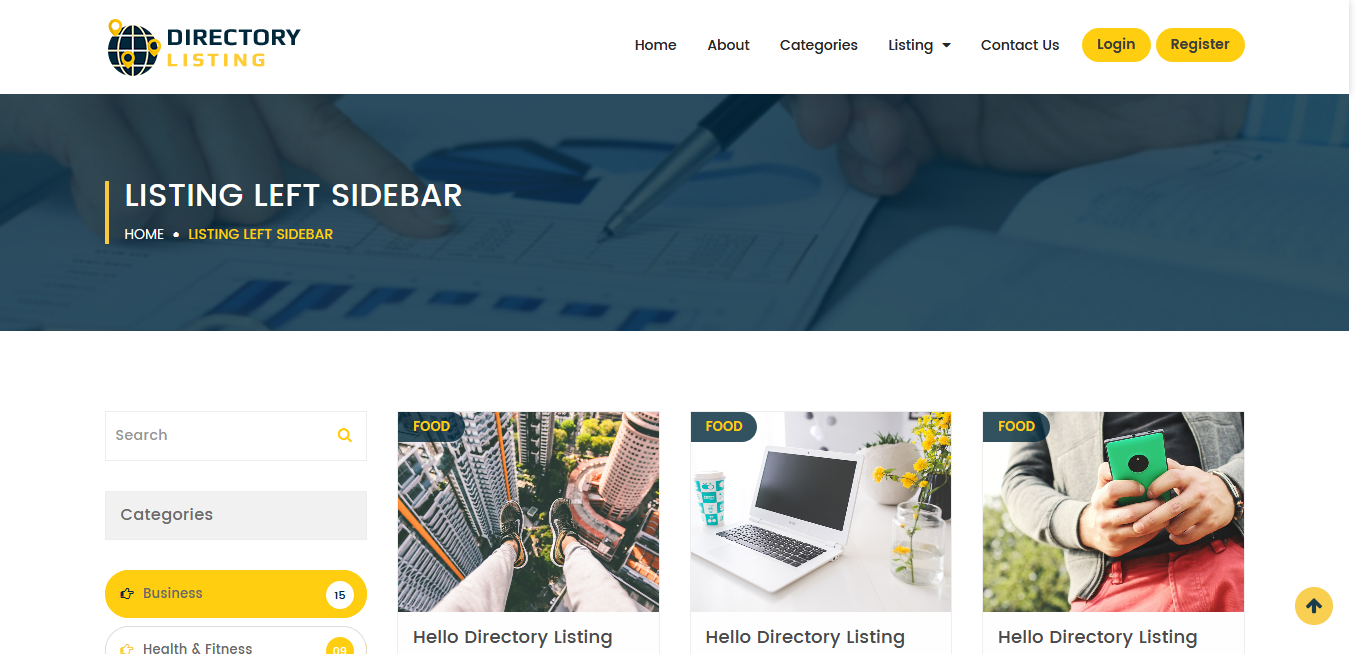 DIRECTORY
LISTING
Home About Categories Listing Contact Us Login Register
LISTING LEFT SIDEBAR
HOME • LISTING LEFT SIDEBAR
Search
Categories
Business 15
Health & Fitness 09
FOOD
Hello Directory Listing
FOOD
Hello Directory Listing
FOOD
Hello Directory Listing